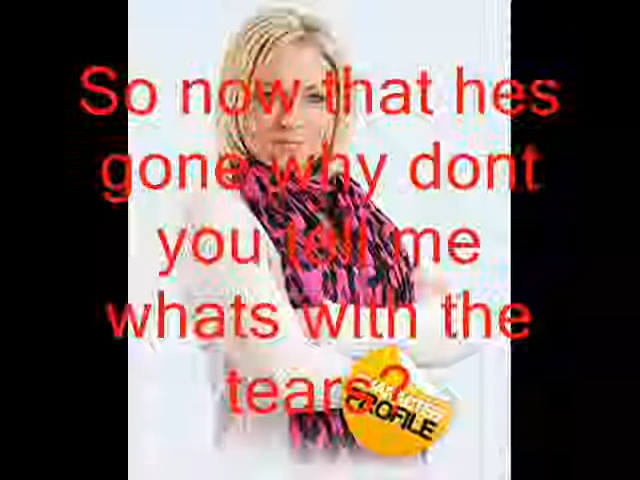 So now that hes
gone why dont
you tell me
whats with the
tears?
PROFILE